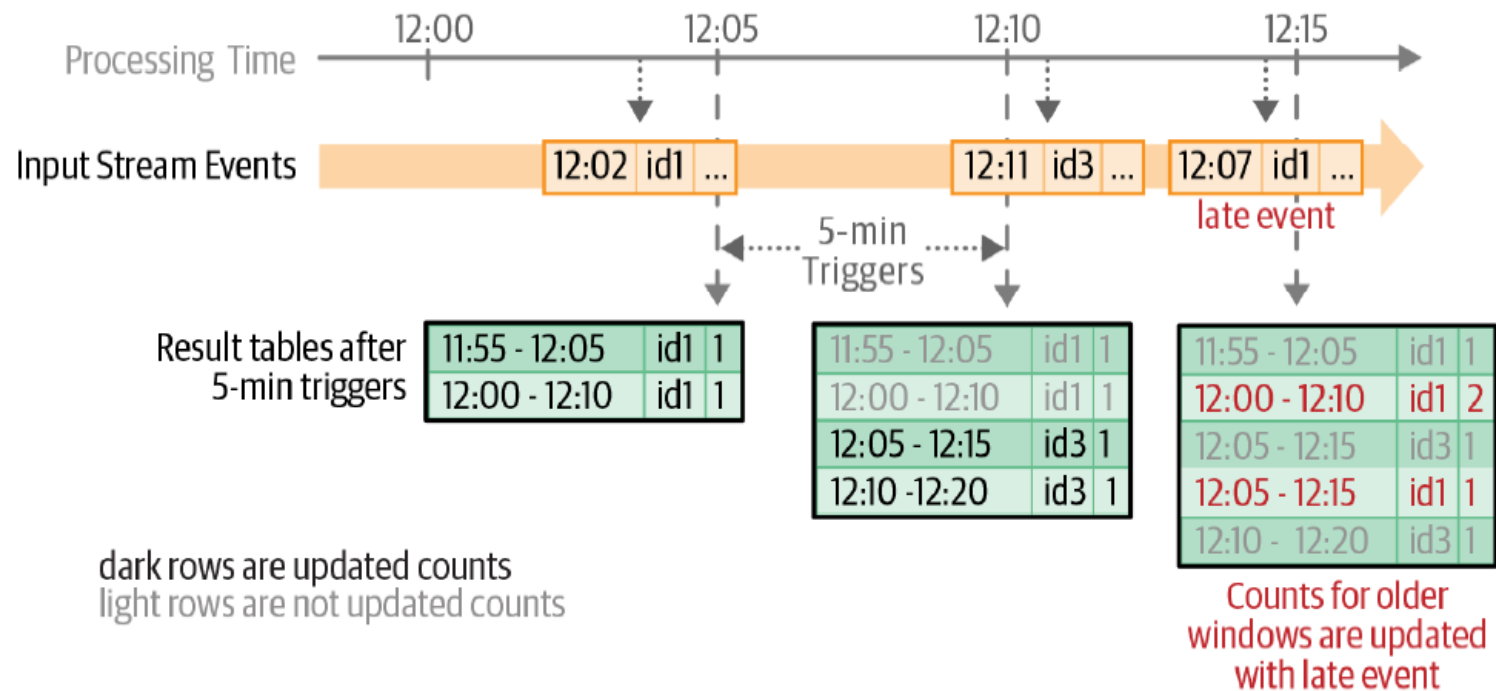 12:00 12:05 12:10 12:15
Processing Time
Input Stream Events
12:02 id1 ...
12:11 id3 ...
12:07 id1 ...
late event
5-min
Triggers
Result tables after
5-min triggers
11:55 - 12:05 id1 1
12:00 - 12:10 id1 1
11:55 - 12:05 id1 1
12:00 - 12:10 id1 1
12:05 - 12:15 id3 1
12:10 -12:20 id3 1
11:55 - 12:05 id1 1
12:00 - 12:10 id1 2
12:05 - 12:15 id3 1
12:05 - 12:15 id1 1
12:10 - 12:20 id3 1
dark rows are updated counts
light rows are not updated counts
Counts for older
windows are updated
with late event